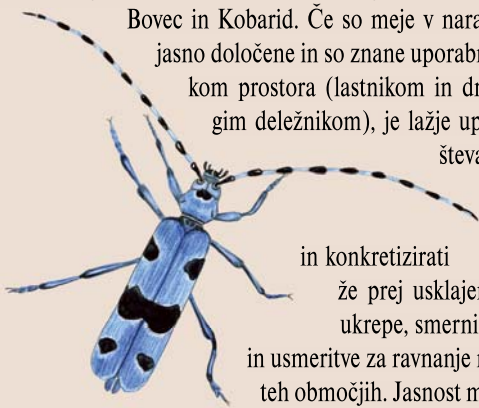 Bovec in Kobarid. Če so meje v nara
jasno določene in so znane uporabn
kom prostora (lastnikom in dr
gim deležnikom), je lažje up
števa
in konkretizirati
že prej usklajen
ukrepe, smerni
in usmeritve za ravnanje n
teh območjih. Jasnost m